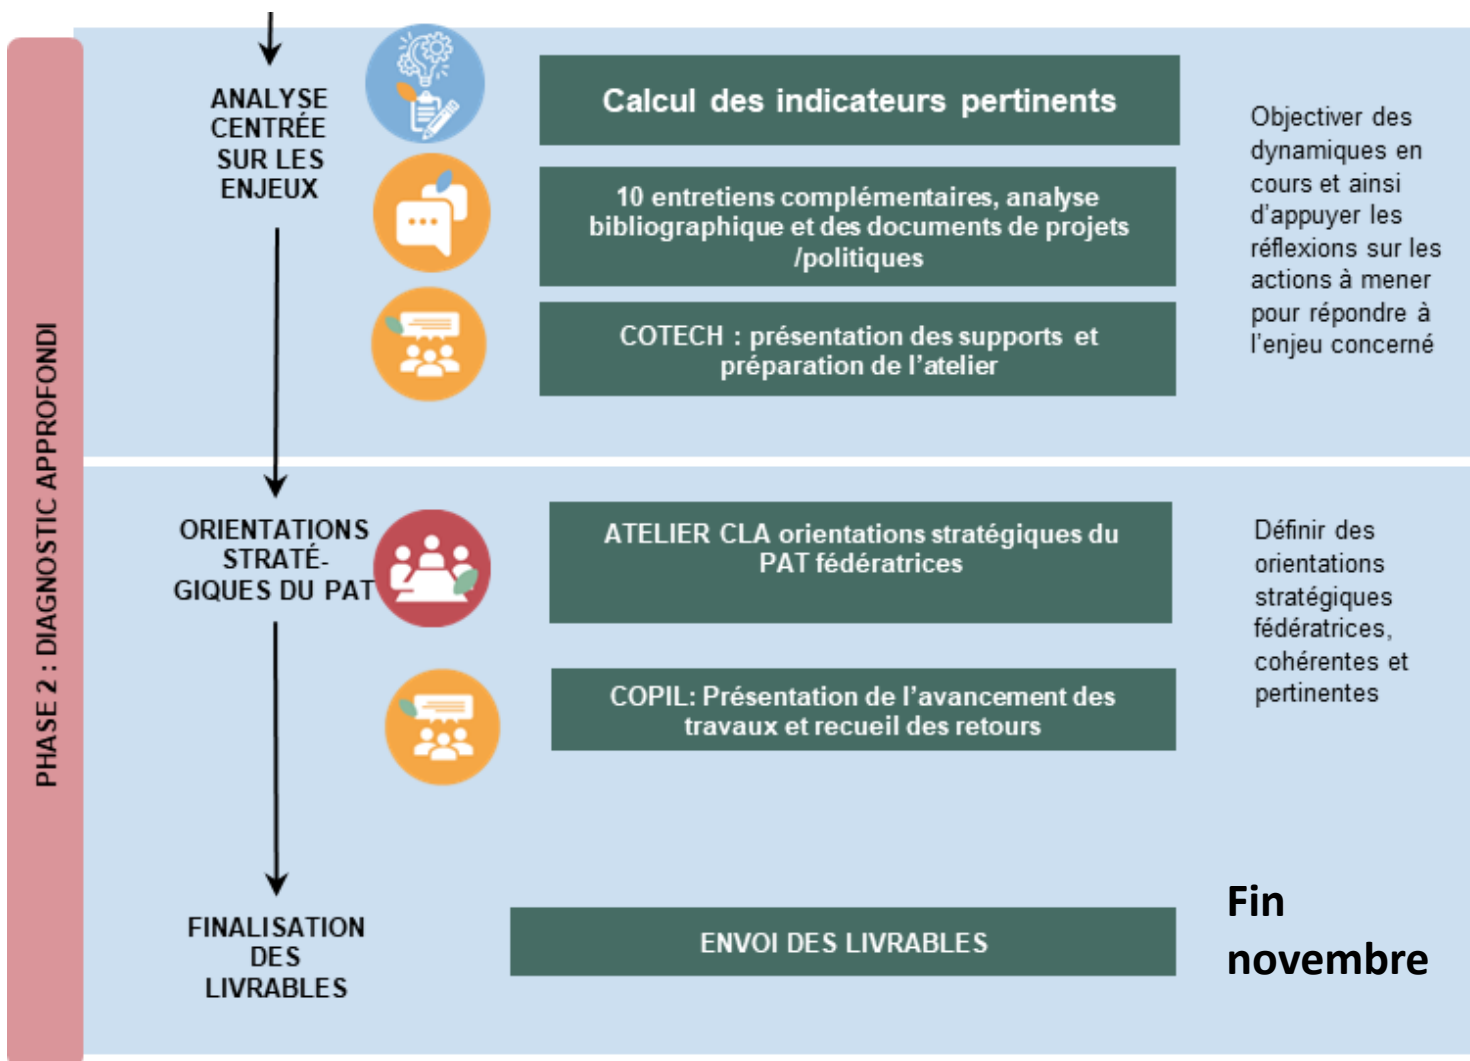 PHASE 2 : DIAGNOSTIC APPROFONDI
ANALYSE
CENTRÉE
SUR LES
ENJEUX
Calcul des indicateurs pertinents
10 entretiens complémentaires, analyse
bibliographique et des documents de projets
/politiques
COTECH : présentation des supports et
préparation de l’atelier
Objectiver des
dynamiques en
cours et ainsi
d’appuyer les
réflexions sur les
actions à mener
pour répondre à
l’enjeu concerné
ORIENTATIONS
STRATÉ-
GIQUES DU PAT
ATELIER CLA orientations stratégiques du
PAT fédératrices
COPIL: Présentation de l’avancement des
travaux et recueil des retours
Définir des
orientations
stratégiques
fédératrices,
cohérentes et
pertinentes
FINALISATION
DES
LIVRABLES
ENVOI DES LIVRABLES
Fin
novembre